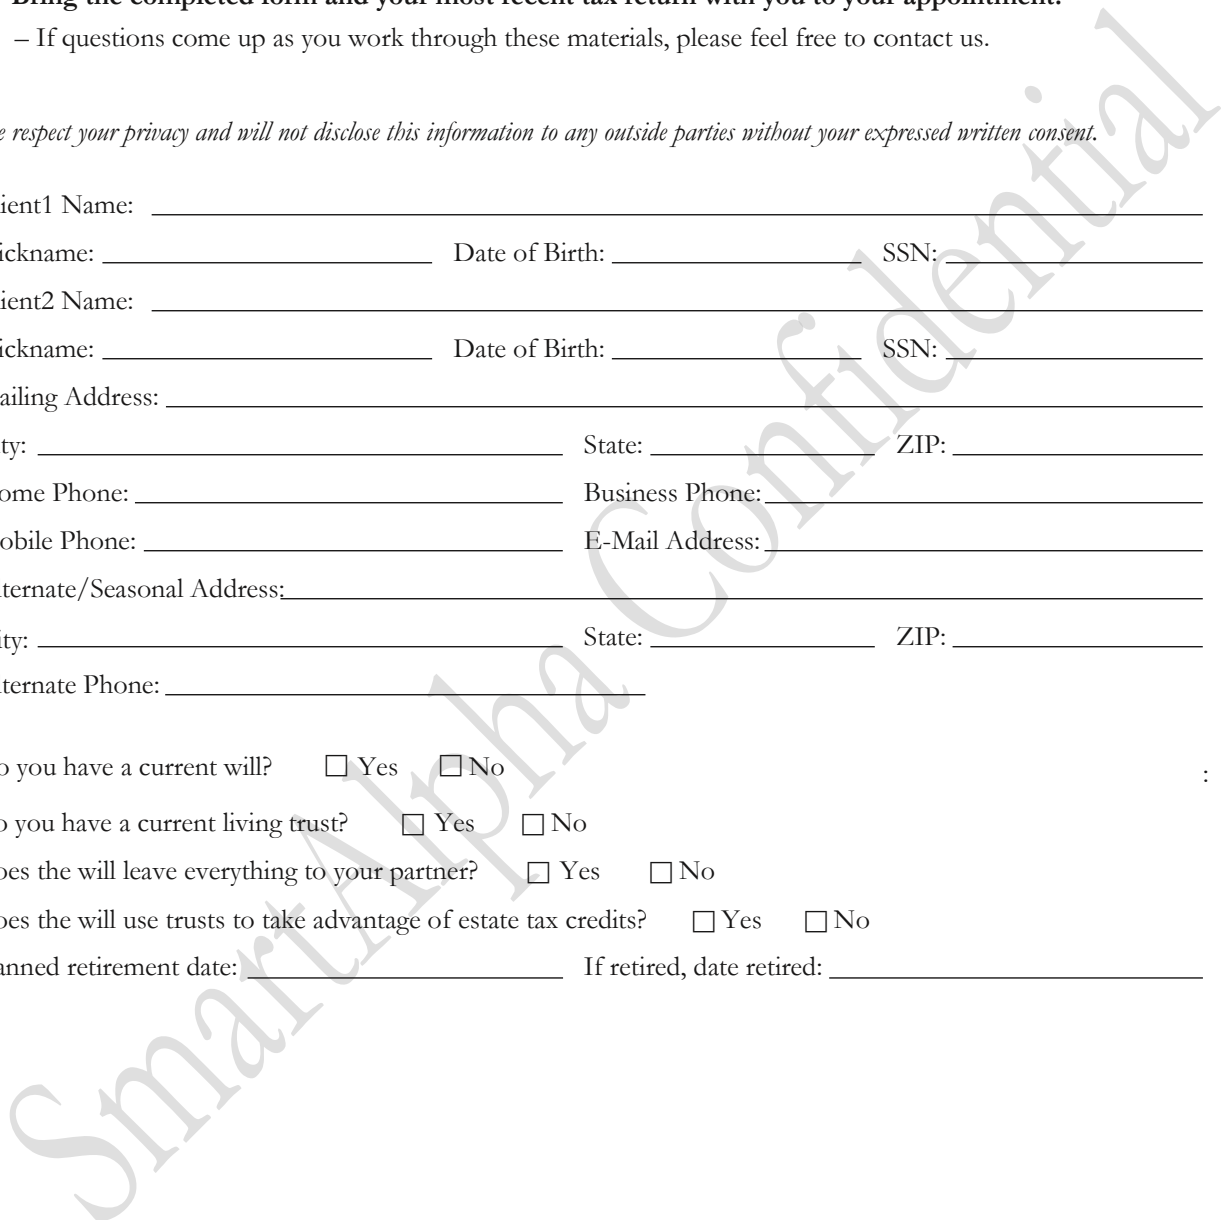 Bring the completed form and your most recent tax return with you to your appointment.
– If questions come up as you work through these materials, please feel free to contact us.
e respect your privacy and will not disclose this information to any outside parties without your expressed written consent.
ient1 Name:
ickname: Date of Birth: SSN:
ient2 Name:
ickname: Date of Birth: SSN:
ailing Address:
ty: State: ZIP:
ome Phone: Business Phone:
obile Phone: E-Mail Address:
ternate/Seasonal Address:
ity: State: ZIP:
ternate Phone:
o you have a current will? Yes No
:
o you have a current living trust? Yes No
oes the will leave everything to your partner? Yes No
oes the will use trusts to take advantage of estate tax credits? Yes No
anned retirement date: If retired, date retired:
SmartAlpha Confidential